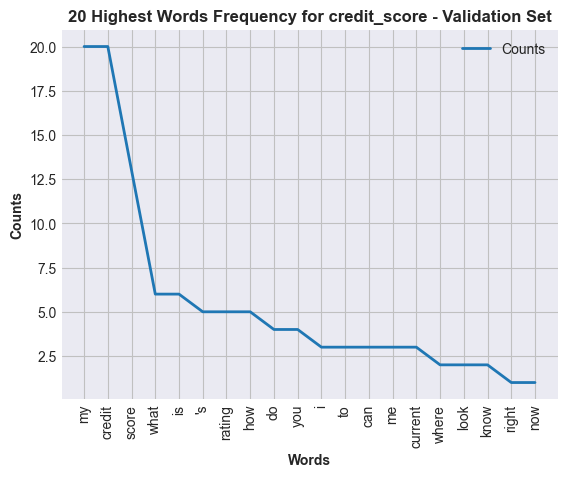 20 Highest Words Frequency for credit_score - Validation Set
Counts
20.0
17.5
15.0
12.5
10.0
7.5
5.0
2.5
Counts
my
credit
score
what
is
's
rating
how
do
you
i
to
can
me
current
where
look
know
right
now
Words